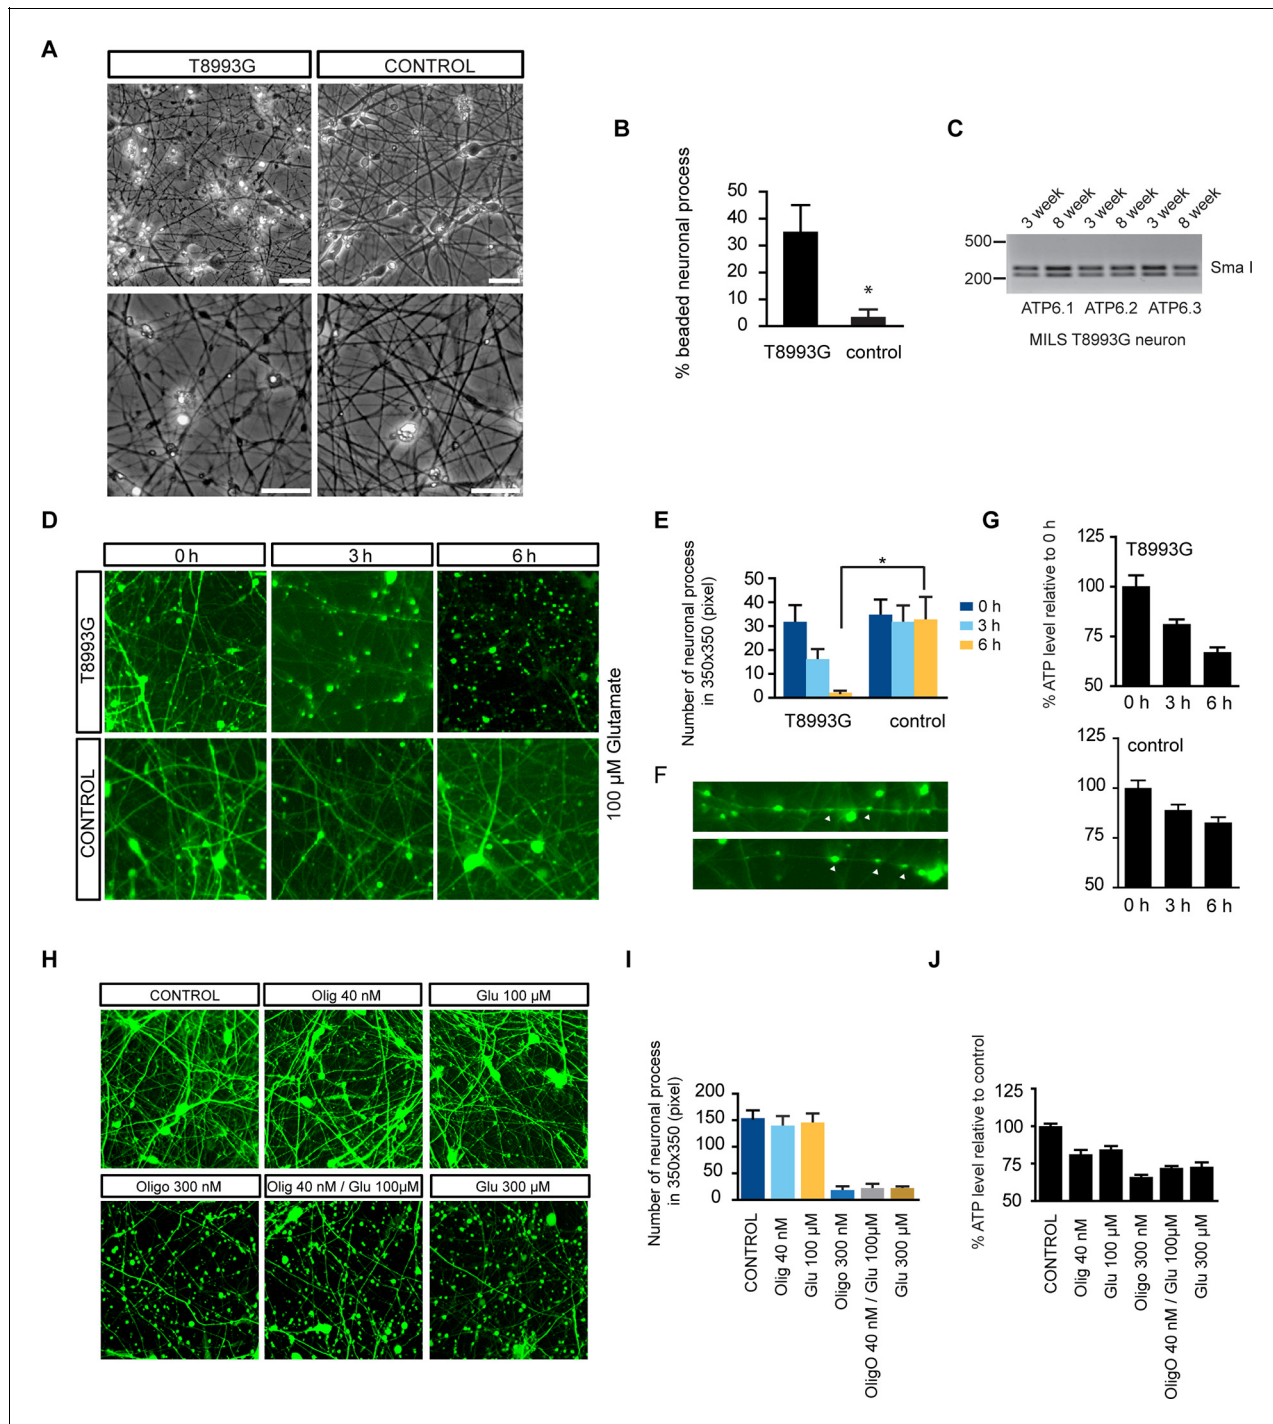 A
T8993G
CONTROL
B
% beaded neuronal process
50
40
30
20
10
0
*
T8993G
control
C
3 week
8 week
3 week
8 week
3 week
8 week
500
200
Sma I
ATP6.1
ATP6.2
ATP6.3
MILS T8993G neuron
D
0 h
3 h
6 h
T8993G
CONTROL
100 µM Glutamate
E
Number of neuronal process
in 350x350 (pixel)
50
40
30
20
10
0
*
T8993G
control
0 h
3 h
6 h
F
G
% ATP level relative to 0 h
125
100
75
50
T8993G
0 h
3 h
6 h
125
100
75
50
control
0 h
3 h
6 h
H
CONTROL
Olig 40 nM
Glu 100 µM
Oligo 300 nM
Olig 40 nM / Glu 100µM
Glu 300 µM
I
Number of neuronal process
in 350x350 (pixel)
200
150
100
50
0
CONTROL
Olig 40 nM
Glu 100 µM
Oligo 300 nM
OligO 40 nM / Glu 100µM
Glu 300 µM
J
% ATP level relative to control
125
100
75
50
CONTROL
Olig 40 nM
Glu 100 µM
Oligo 300 nM
OligO 40 nM / Glu 100µM
Glu 300 µM